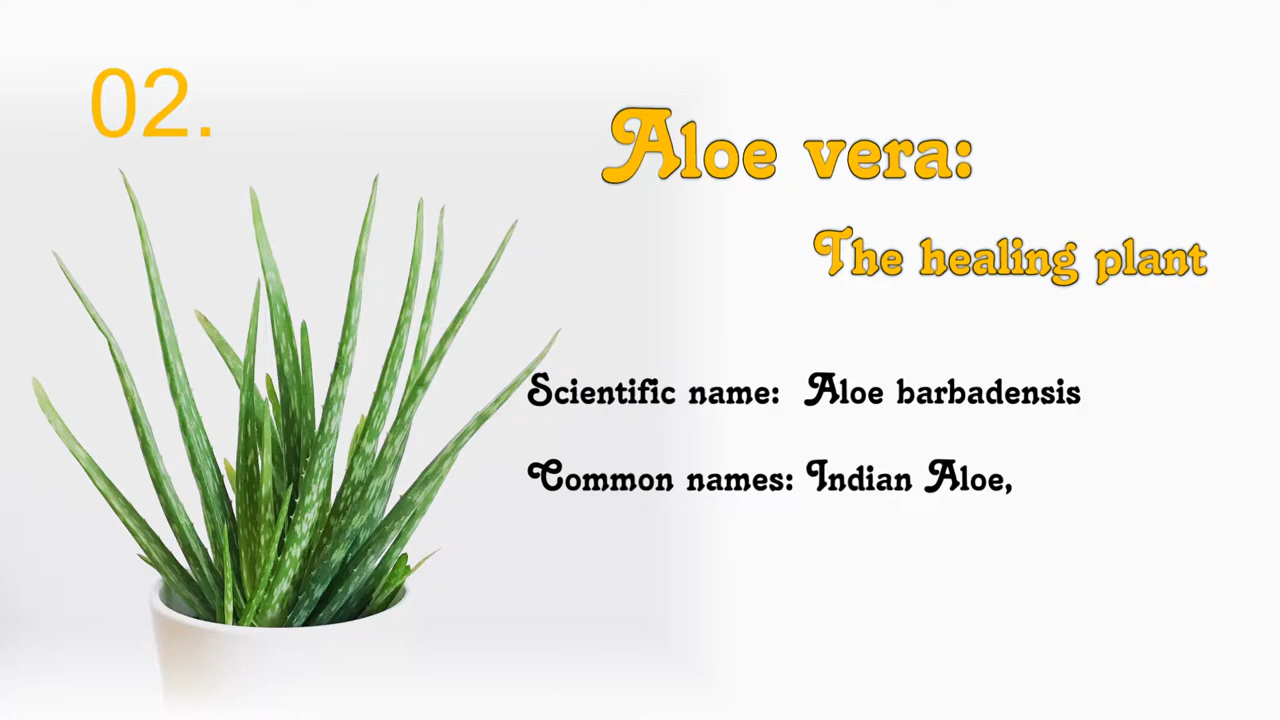 02.
Aloe vera:
The healing plant
Scientific name: Aloe barbadensis
Common names: Indian Aloe,